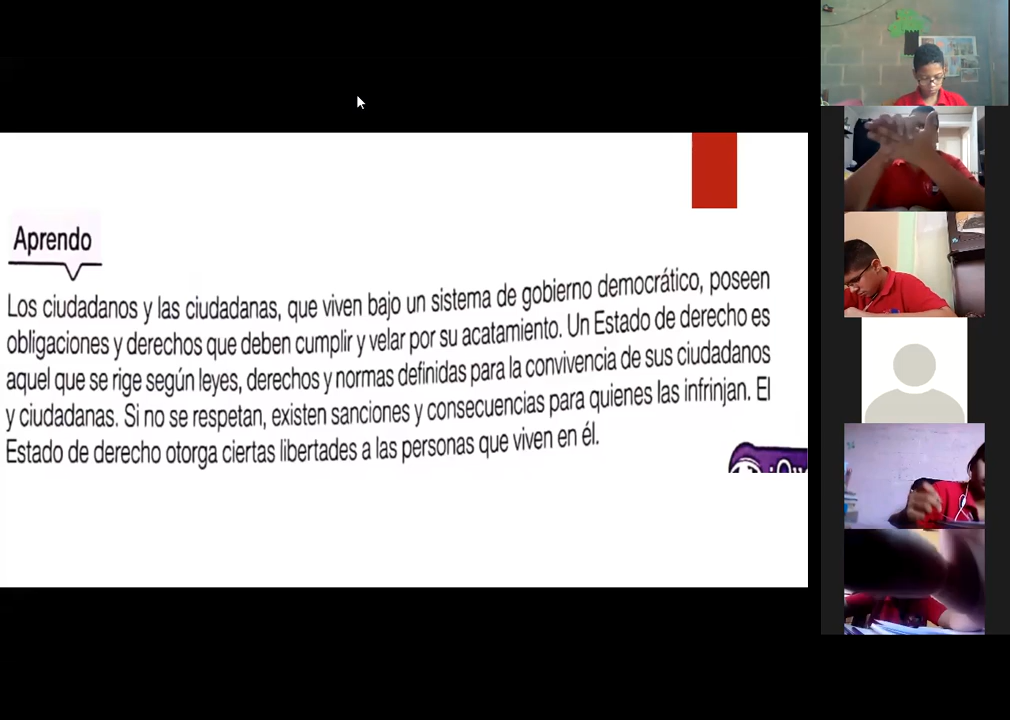 Aprendo
Los ciudadanos y las ciudadanas, que viven bajo un sistema de gobierno democrático, poseen
obligaciones y derechos que deben cumplir y velar por su acatamiento. Un Estado de derecho es
aquel que se rige según leyes, derechos y normas definidas para la convivencia de sus ciudadanos
y ciudadanas. Si no se respetan, existen sanciones y consecuencias para quienes las infrinjan. El
Estado de derecho otorga ciertas libertades a las personas que viven en él.